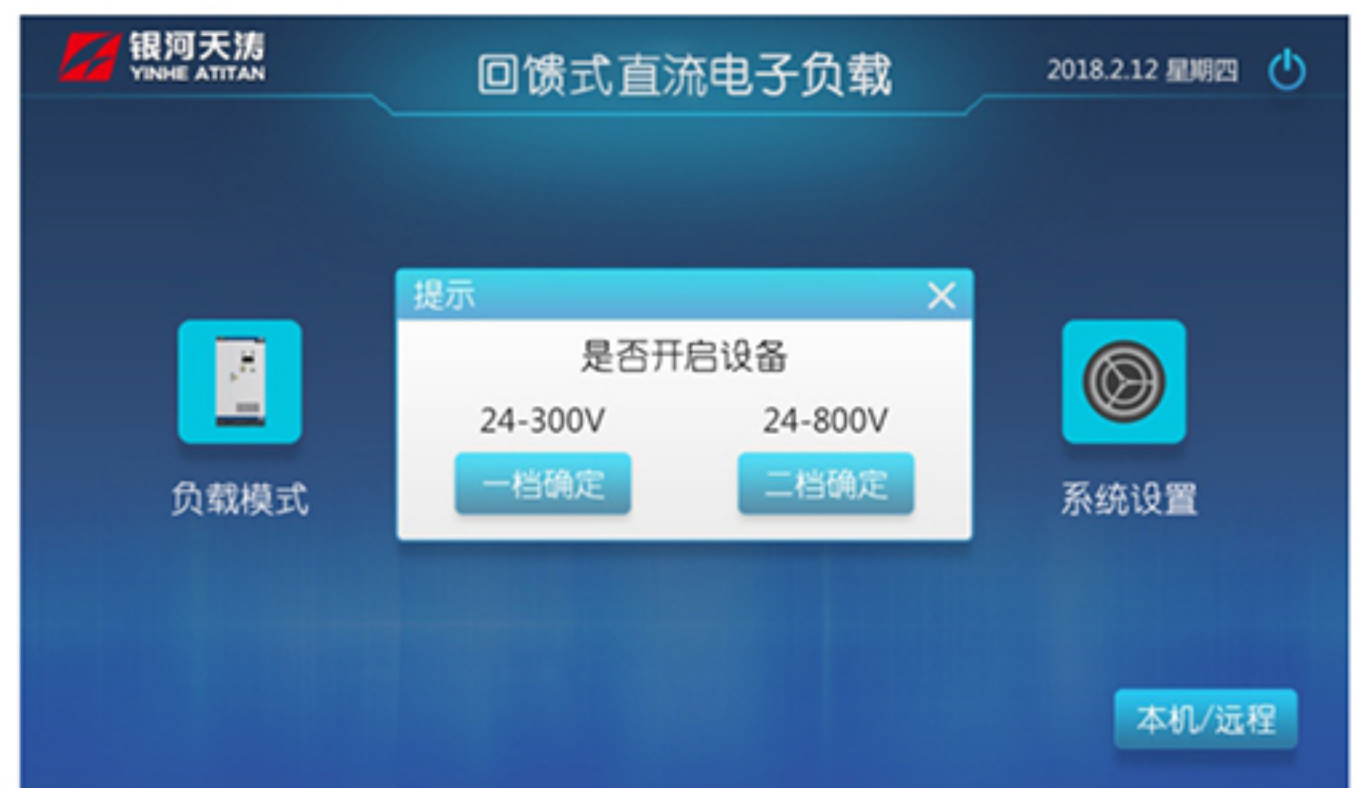 银河天涛
YINHE ATITAN
回馈式直流电子负载
2018.2.12 星期四
提示
是否开启设备
24-300V
24-800V
一档确定
二档确定
负载模式
系统设置
本机/远程